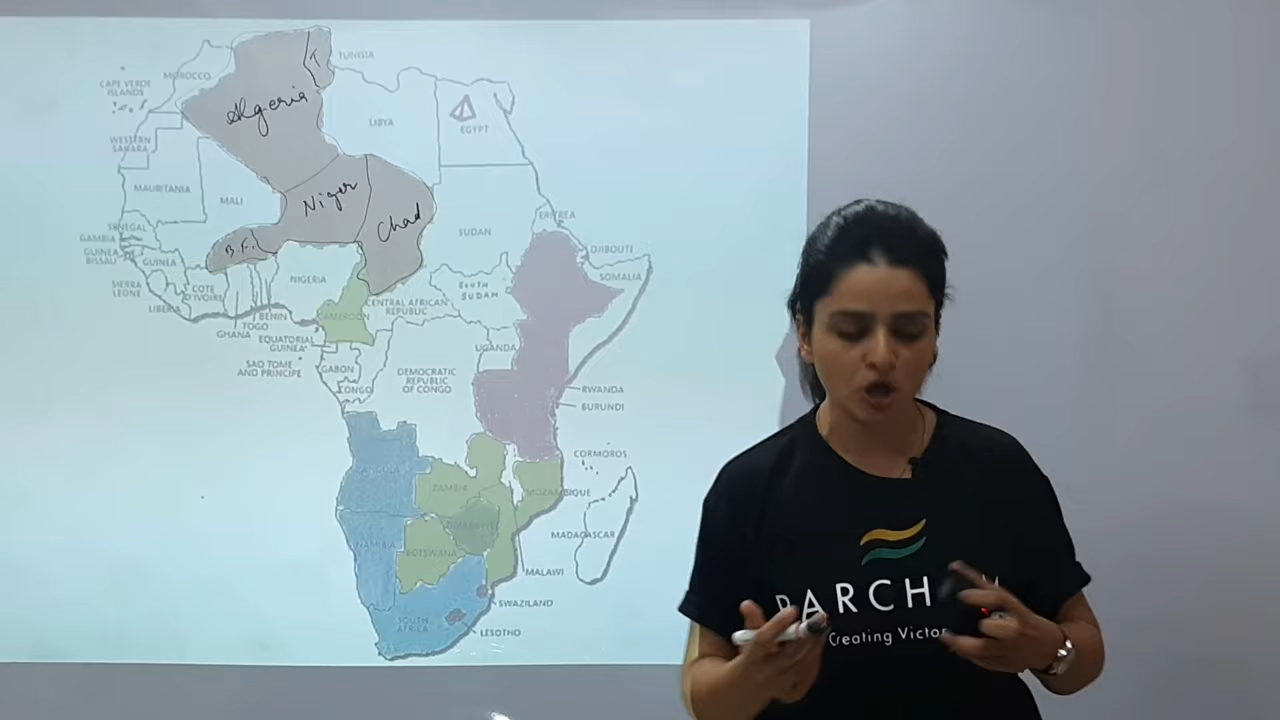 TUNISIA
T
MOROCCO
CAPE VERDE
ISLANDS
Algeria
LIBYA
EGYPT
WESTERN
SAHARA
MAURITANIA
MALI
Niger
Chad
SUDAN
ERITREA
SENEGAL
GAMBIA
GUINEA
BISSAU
GUINEA
B.F.
NIGERIA
DJIBOUTI
SOMALIA
SIERRA
LEONE
COTE
D'IVOIRE
LIBERIA
GHANA
TOGO
BENIN
CAMEROON
CENTRAL AFRICAN
REPUBLIC
SOUTH
SUDAN
EQUATORIAL
GUINEA
SAO TOME
AND PRINCIPE
GABON
CONGO
DEMOCRATIC
REPUBLIC
OF CONGO
UGANDA
RWANDA
BURUNDI
CORMOROS
ANGOLA
ZAMBIA
MOZAMBIQUE
ZIMBABWE
MADAGASCAR
NAMIBIA
BOTSWANA
MALAWI
SWAZILAND
SOUTH
AFRICA
LESOTHO
PARCH
Creating Victor